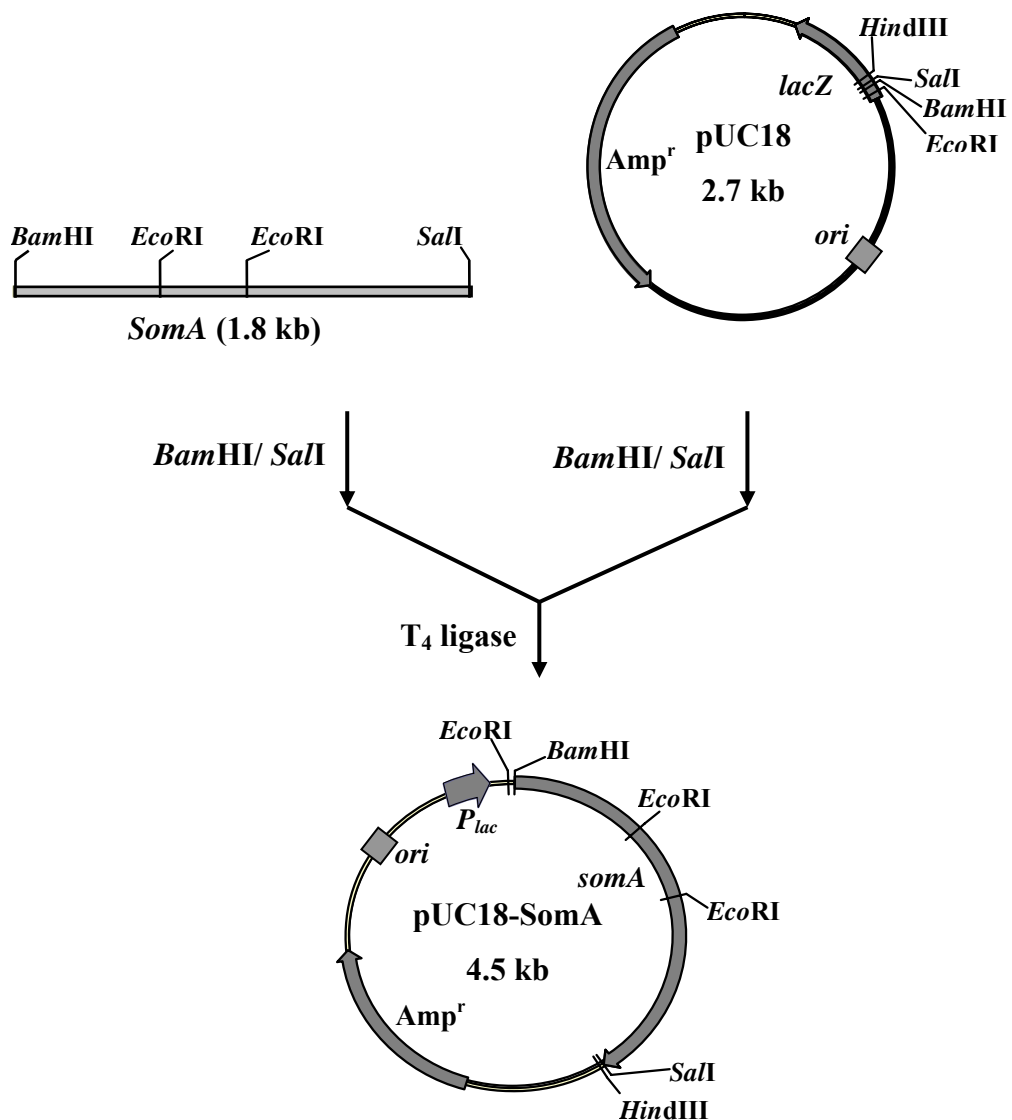 HindIII
SalI
lacZ
BamHI
EcoRI
pUC18
Ampʳ
2.7 kb
ori
BamHI
EcoRI
EcoRI
SalI
SomA (1.8 kb)
BamHI/ SalI
BamHI/ SalI
T₄ ligase
EcoRI
BamHI
Plac
EcoRI
ori
somA
EcoRI
pUC18-SomA
4.5 kb
Ampʳ
SalI
HindIII